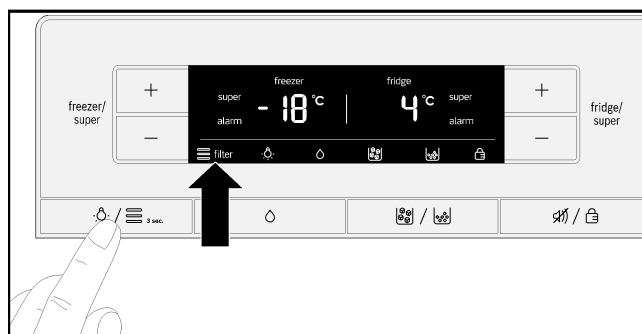 freezer/
super
+
−
freezer
super
alarm
- 18 °C
fridge
4 °C
super
alarm
filter
+
−
fridge/
super
/ 3 sec.
/
/